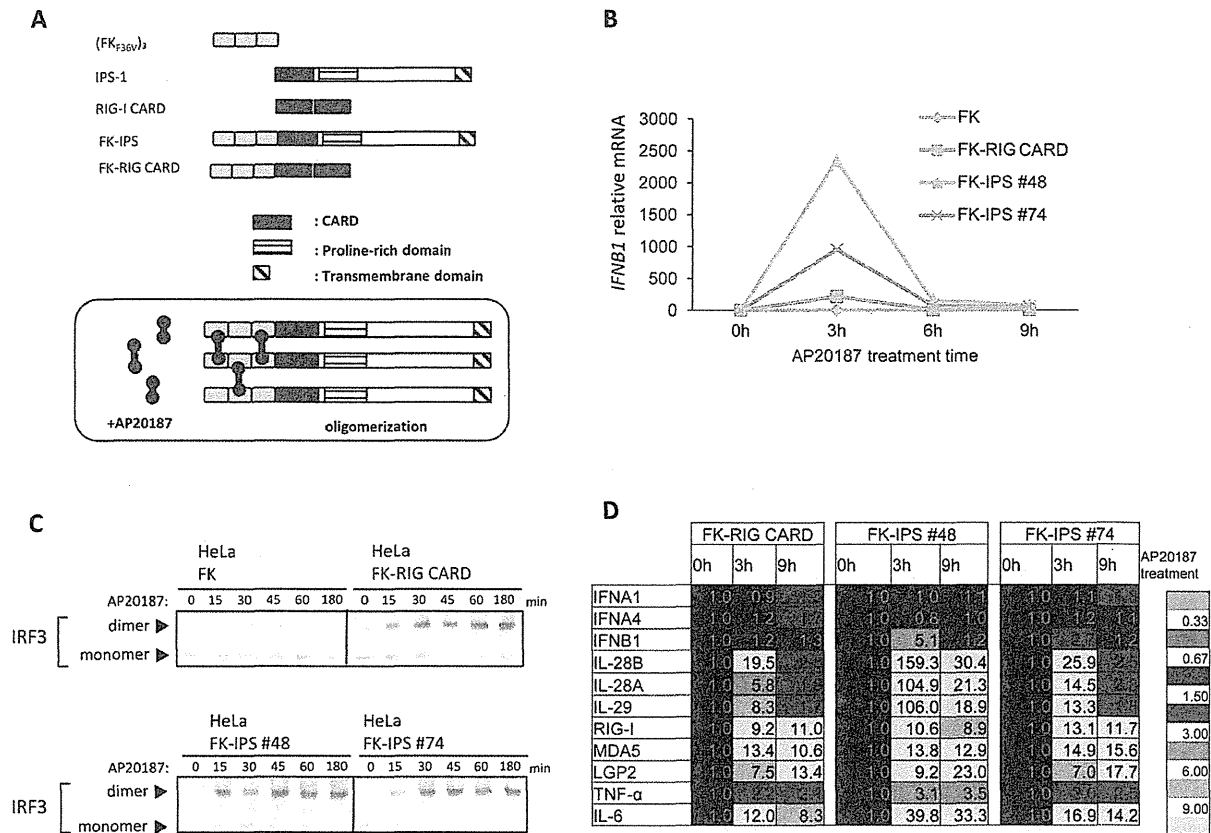 A
(FK F36V)3
IPS-1
RIG-I CARD
FK-IPS
FK-RIG CARD
: CARD
: Proline-rich domain
: Transmembrane domain
+AP20187
oligomerization
B
IFNB1 relative mRNA
3000
2500
2000
1500
1000
500
0
0h 3h 6h 9h
AP20187 treatment time
FK
FK-RIG CARD
FK-IPS #48
FK-IPS #74
C
HeLa
FK
HeLa
FK-RIG CARD
AP20187: 0 15 30 45 60 180 0 15 30 45 60 180 min
IRF3
dimer
monomer
HeLa
FK-IPS #48
HeLa
FK-IPS #74
AP20187: 0 15 30 45 60 180 0 15 30 45 60 180 min
IRF3
dimer
monomer
D
FK-RIG CARD FK-IPS #48 FK-IPS #74
0h 3h 9h 0h 3h 9h 0h 3h 9h
AP20187 treatment
IFNA1 1.0 0.9 1.0 1.0 1.1 1.0 1.1
IFNA4 1.0 1.0 0.8 1.0 1.0 1.2
IFNB1 1.0 1.2 1.3 1.0 5.1 1.2 1.0 1.2
IL-28B 1.0 19.5 1.0 159.3 30.4 1.0 25.9
IL-28A 1.0 5.8 1.0 104.9 21.3 1.0 14.5
IL-29 1.0 8.3 1.0 106.0 18.9 1.0 13.3
RIG-I 1.0 9.2 11.0 1.0 10.6 8.9 1.0 13.1 11.7
MDA5 1.0 13.4 10.6 1.0 13.8 12.9 1.0 14.9 15.6
LGP2 1.0 7.5 13.4 1.0 9.2 23.0 1.0 7.0 17.7
TNF-α 1.0 1.0 3.1 3.5 1.0
IL-6 1.0 12.0 8.3 1.0 39.8 33.3 1.0 16.9 14.2
0.33
0.67
1.50
3.00
6.00
9.00